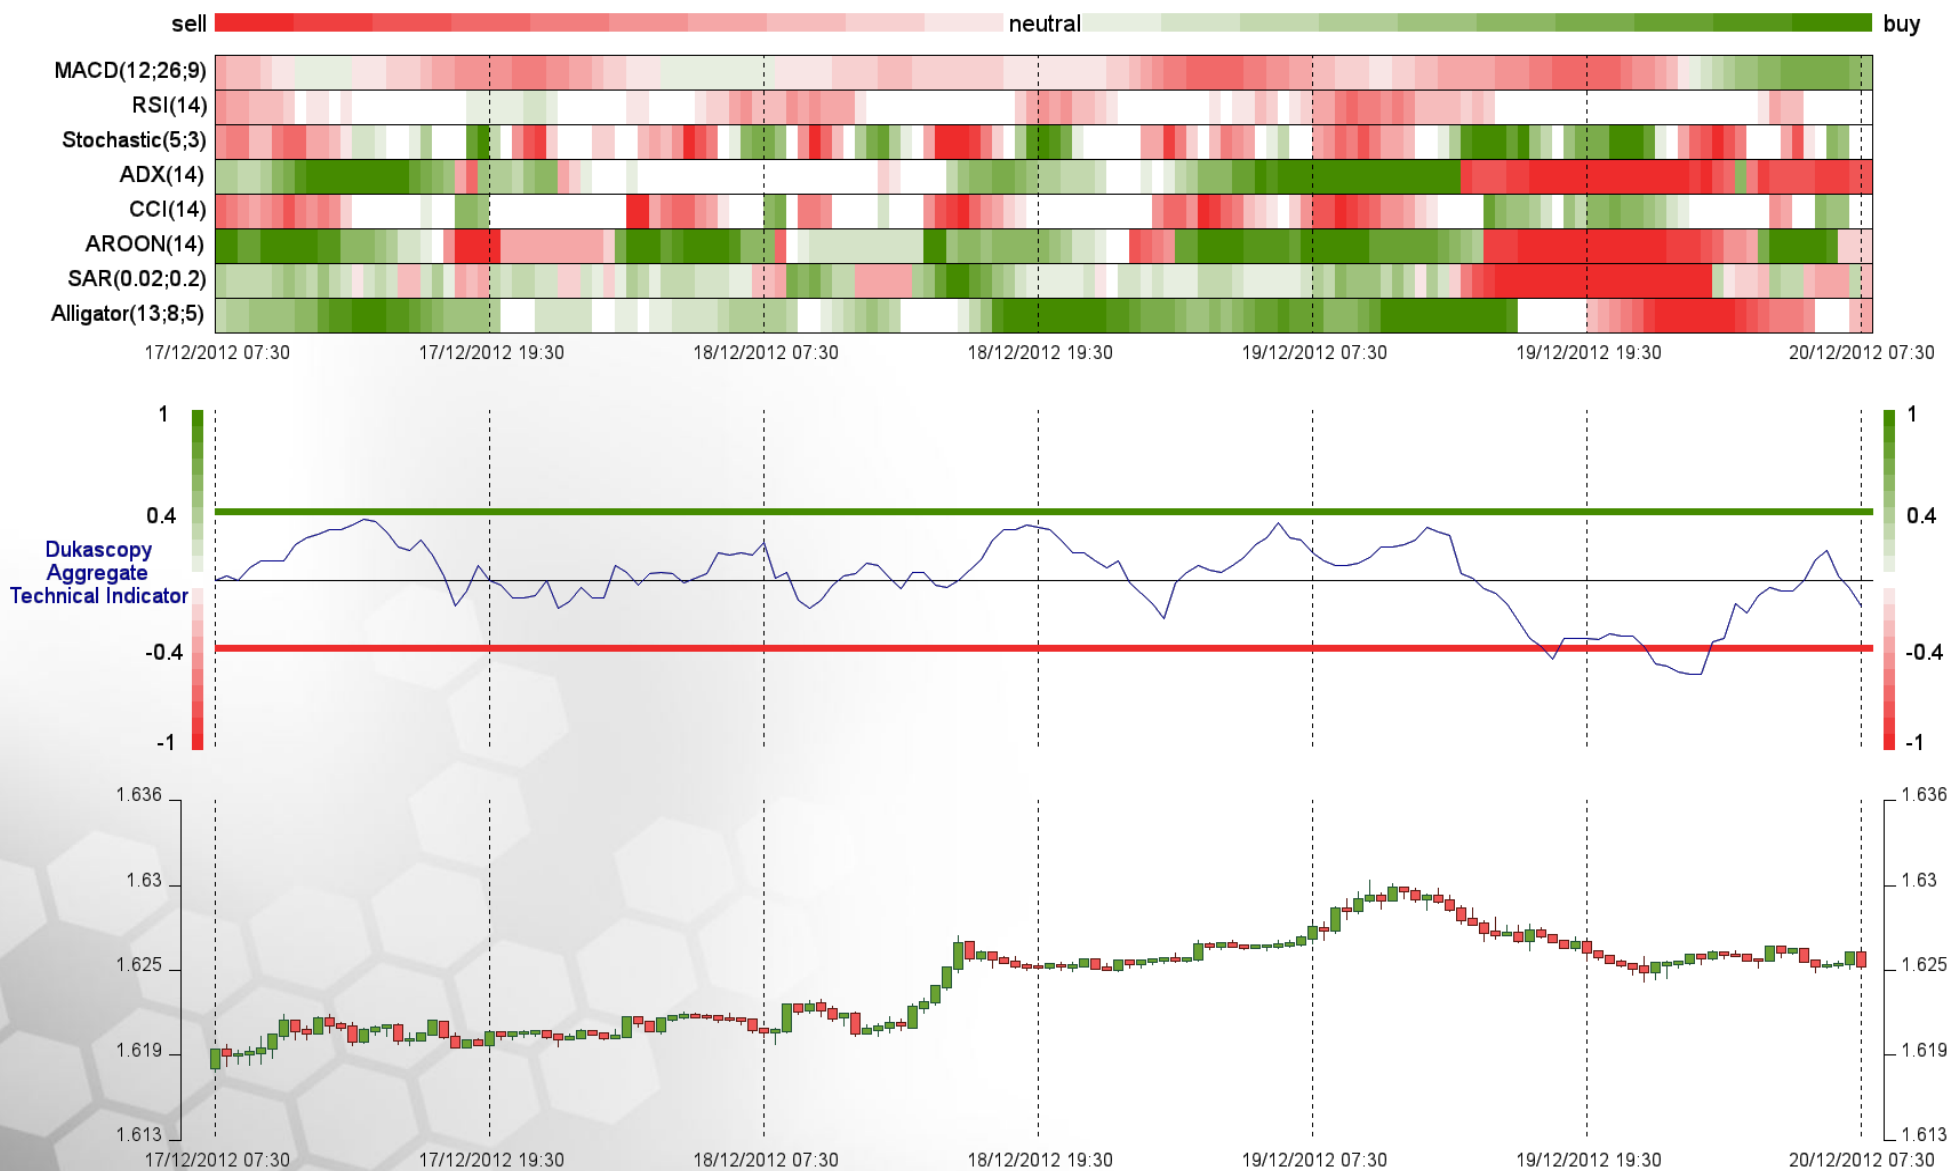 sell neutral buy
MACD(12;26;9)
RSI(14)
Stochastic(5;3)
ADX(14)
CCI(14)
AROON(14)
SAR(0.02;0.2)
Alligator(13;8;5)
17/12/2012 07:30 17/12/2012 19:30 18/12/2012 07:30 18/12/2012 19:30 19/12/2012 07:30 19/12/2012 19:30 20/12/2012 07:30
1 1
0.4 0.4
Dukascopy
Aggregate
Technical Indicator
-0.4 -0.4
-1 -1
1.636 1.636
1.63 1.63
1.625 1.625
1.619 1.619
1.613 1.613
17/12/2012 07:30 17/12/2012 19:30 18/12/2012 07:30 18/12/2012 19:30 19/12/2012 07:30 19/12/2012 19:30 20/12/2012 07:30